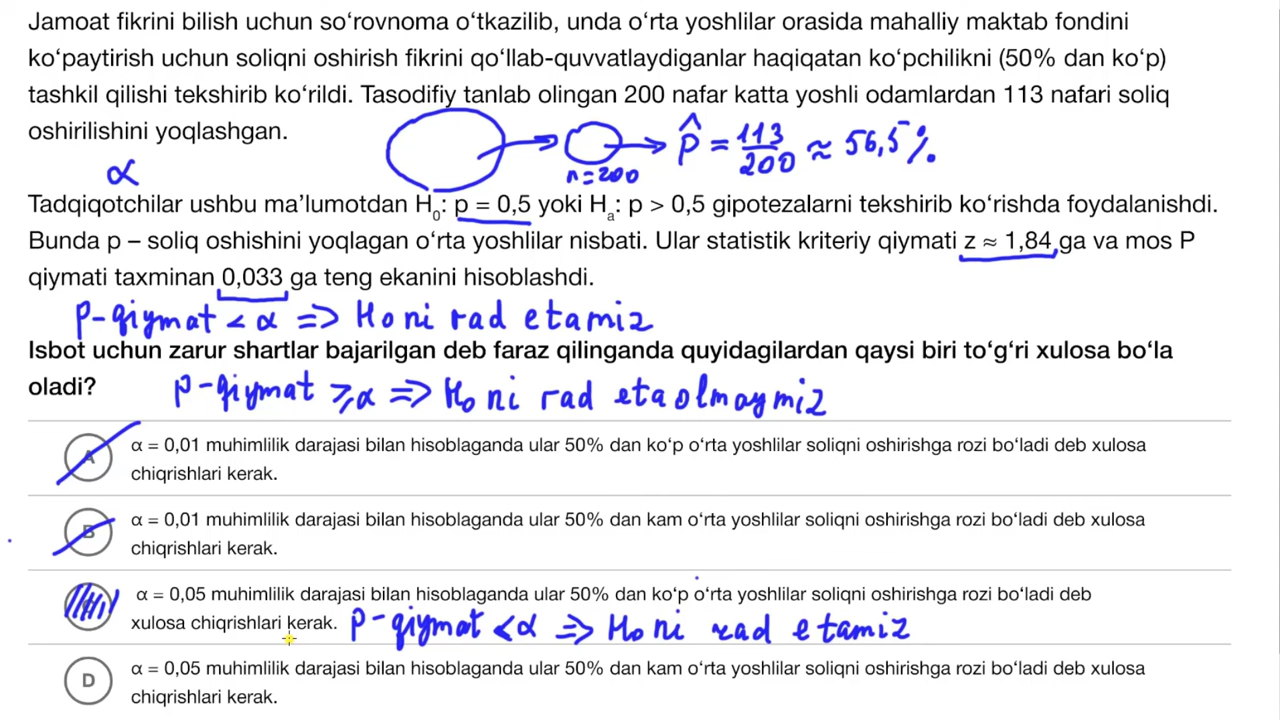 Jamoat fikrini bilish uchun so‘rovnoma o‘tkazilib, unda o‘rta yoshlilar orasida mahalliy maktab fondini
ko‘paytirish uchun soliqni oshirish fikrini qo‘llab-quvvatlaydiganlar haqiqatan ko‘pchilikni (50% dan ko‘p)
tashkil qilishi tekshirib ko‘rildi. Tasodifiy tanlab olingan 200 nafar katta yoshli odamlardan 113 nafari soliq
oshirilishini yoqlashgan.
n=200 p̂ = 113/200 ≈ 56,5%
α
Tadqiqotchilar ushbu ma’lumotdan H₀: p = 0,5 yoki Hₐ: p > 0,5 gipotezalarni tekshirib ko‘rishda foydalanishdi.
Bunda p – soliq oshishini yoqlagan o‘rta yoshlilar nisbati. Ular statistik kriteriy qiymati z ≈ 1,84 ga va mos P
qiymati taxminan 0,033 ga teng ekanini hisoblashdi.
P-qiymat < α => H₀ ni rad etamiz
Isbot uchun zarur shartlar bajarilgan deb faraz qilinganda quyidagilardan qaysi biri to‘g‘ri xulosa bo‘la
oladi?
P-qiymat ⩾ α => H₀ ni rad eta olmaymiz
A α = 0,01 muhimlilik darajasi bilan hisoblaganda ular 50% dan ko‘p o‘rta yoshlilar soliqni oshirishga rozi bo‘ladi deb xulosa
chiqrishlari kerak.
B α = 0,01 muhimlilik darajasi bilan hisoblaganda ular 50% dan kam o‘rta yoshlilar soliqni oshirishga rozi bo‘ladi deb xulosa
chiqrishlari kerak.
α = 0,05 muhimlilik darajasi bilan hisoblaganda ular 50% dan ko‘p o‘rta yoshlilar soliqni oshirishga rozi bo‘ladi deb
xulosa chiqrishlari kerak.
P-qiymat < α => H₀ ni rad etamiz
D α = 0,05 muhimlilik darajasi bilan hisoblaganda ular 50% dan kam o‘rta yoshlilar soliqni oshirishga rozi bo‘ladi deb xulosa
chiqrishlari kerak.